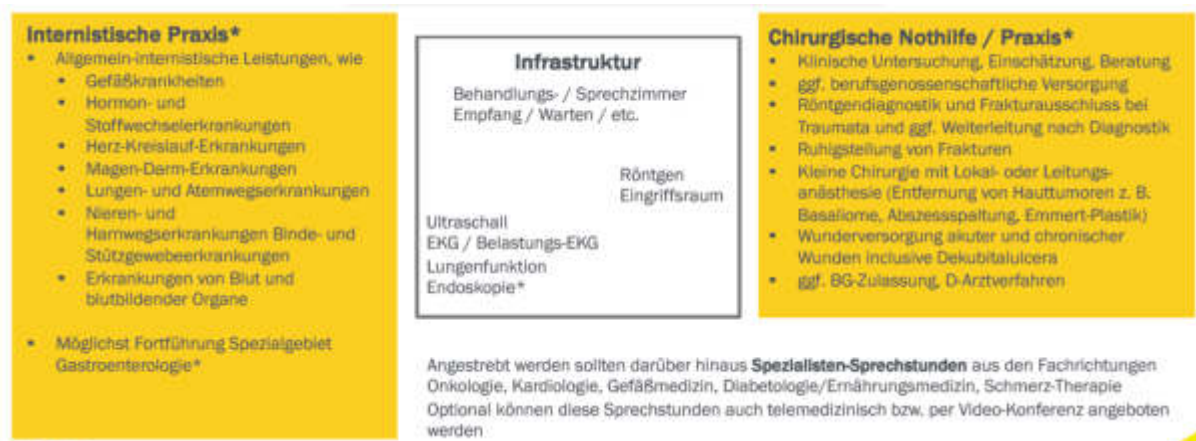 Internistische Praxis*
• Allgemein-internistische Leistungen, wie
• Gefäßkrankheiten
• Hormon- und
Stoffwechselerkrankungen
• Herz-Kreislauf-Erkrankungen
• Magen-Darm-Erkrankungen
• Lungen- und Atemwegserkrankungen
• Nieren- und
Harnwegserkrankungen Binde- und
Stützgewebeerkrankungen
• Erkrankungen von Blut und
blutbildender Organe
• Möglichst Fortführung Spezialgebiet
Gastroenterologie*
Infrastruktur
Behandlungs- / Sprechzimmer
Empfang / Warten / etc.
Röntgen
Eingriffsraum
Ultraschall
EKG / Belastungs-EKG
Lungenfunktion
Endoskopie*
Chirurgische Nothilfe / Praxis*
• Klinische Untersuchung, Einschätzung, Beratung
• ggf. berufsgenossenschaftliche Versorgung
• Röntgendiagnostik und Frakturausschluss bei
Traumata und ggf. Weiterleitung nach Diagnostik
• Ruhigstellung von Frakturen
• Kleine Chirurgie mit Lokal- oder Leitungs-
anästhesie (Entfernung von Hauttumoren z. B.
Basaliome, Abszessspaltung, Emmert-Plastik)
• Wunderversorgung akuter und chronischer
Wunden inclusive Dekubitalulcera
• ggf. BG-Zulassung, D-Arztverfahren
Angestrebt werden sollten darüber hinaus Spezialisten-Sprechstunden aus den Fachrichtungen
Onkologie, Kardiologie, Gefäßmedizin, Diabetologie/Ernährungsmedizin, Schmerz-Therapie
Optional können diese Sprechstunden auch telemedizinisch bzw. per Video-Konferenz angeboten
werden